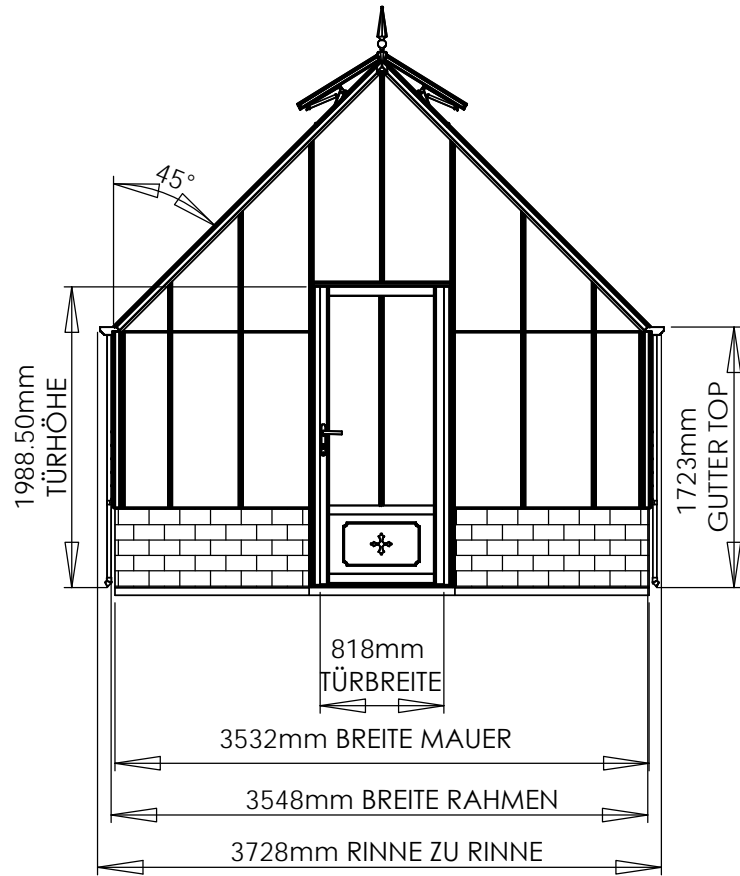 45°
1988.50mm
TÜRHÖHE
1723mm
GUTTER TOP
818mm
TÜRBREITE
3532mm BREITE MAUER
3548mm BREITE RAHMEN
3728mm RINNE ZU RINNE